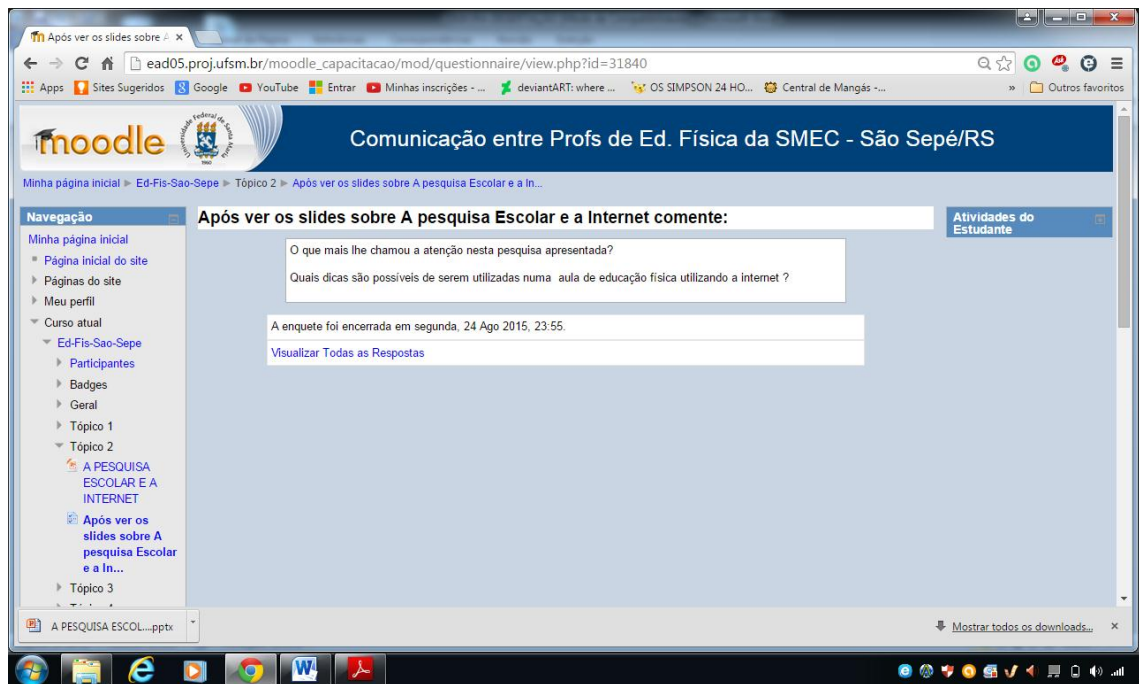 Após ver os slides sobre A
ead05.proj.ufsm.br/moodle_capacitacao/mod/questionnaire/view.php?id=31840
Apps Sites Sugeridos Google YouTube Entrar Minhas inscrições - ... deviantART: where ... OS SIMPSON 24 HO... Central de Mangás -... » Outros favoritos
moodle
Comunicação entre Profs de Ed. Física da SMEC - São Sepé/RS
Minha página inicial ► Ed-Fis-Sao-Sepe ► Tópico 2 ► Após ver os slides sobre A pesquisa Escolar e a In...
Navegação
Minha página inicial
Página inicial do site
Páginas do site
Meu perfil
Curso atual
Ed-Fis-Sao-Sepe
Participantes
Badges
Geral
Tópico 1
Tópico 2
A PESQUISA
ESCOLAR E A
INTERNET
Após ver os
slides sobre A
pesquisa Escolar
e a In...
Tópico 3
Após ver os slides sobre A pesquisa Escolar e a Internet comente:
O que mais lhe chamou a atenção nesta pesquisa apresentada?
Quais dicas são possíveis de serem utilizadas numa aula de educação física utilizando a internet ?
A enquete foi encerrada em segunda, 24 Ago 2015, 23:55.
Visualizar Todas as Respostas
Atividades do
Estudante
A PESQUISA ESCOL....pptx
Mostrar todos os downloads...